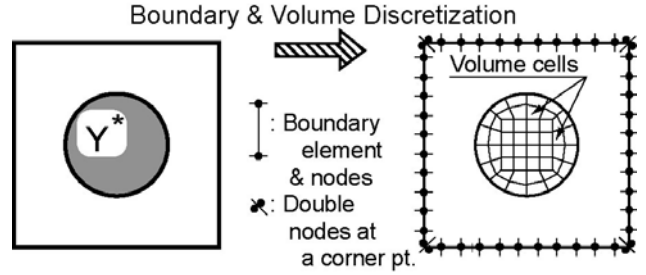 Boundary & Volume Discretization
Y*
: Boundary
element
& nodes
: Double
nodes at
a corner pt.
Volume cells